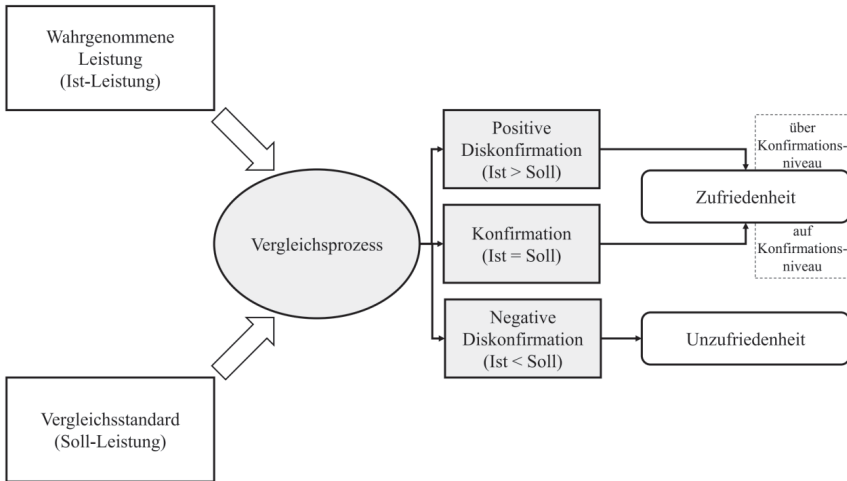 Wahrgenommene
Leistung
(Ist-Leistung)
Vergleichsstandard
(Soll-Leistung)
Vergleichsprozess
Positive
Diskonfirmation
(Ist > Soll)
Konfirmation
(Ist = Soll)
Negative
Diskonfirmation
(Ist < Soll)
über
Konfirmations-
niveau
Zufriedenheit
auf
Konfirmations-
niveau
Unzufriedenheit